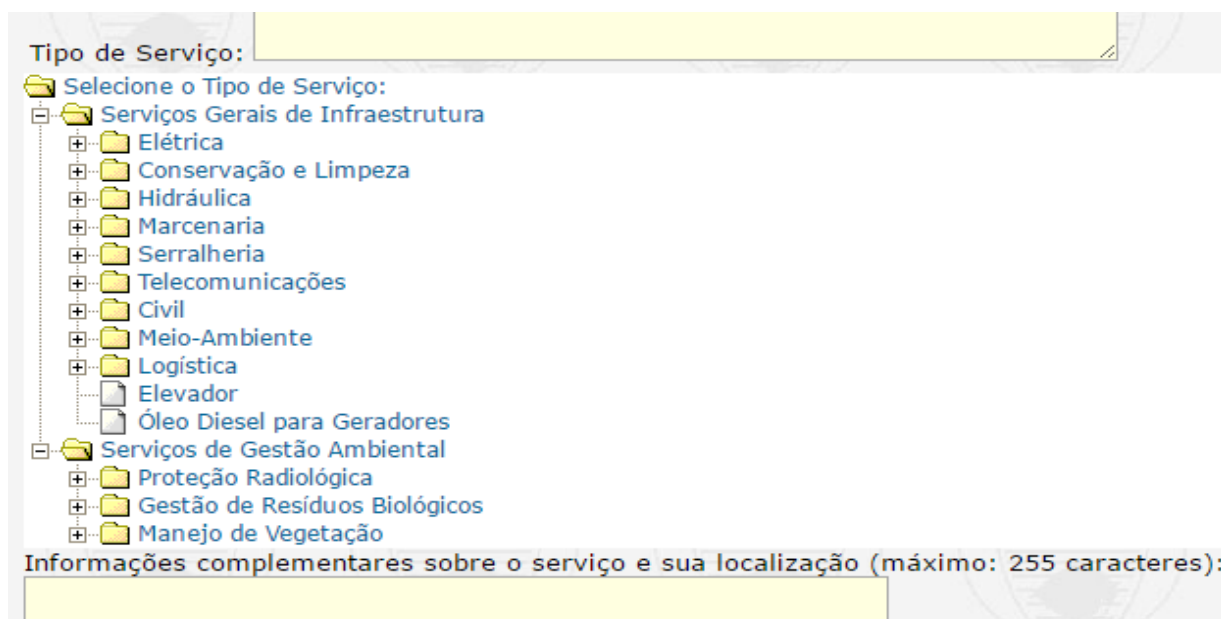 Tipo de Serviço:
Selecione o Tipo de Serviço:
Serviços Gerais de Infraestrutura
Elétrica
Conservação e Limpeza
Hidráulica
Marcenaria
Serralheria
Telecomunicações
Civil
Meio-Ambiente
Logística
Elevador
Óleo Diesel para Geradores
Serviços de Gestão Ambiental
Proteção Radiológica
Gestão de Resíduos Biológicos
Manejo de Vegetação
Informações complementares sobre o serviço e sua localização (máximo: 255 caracteres):